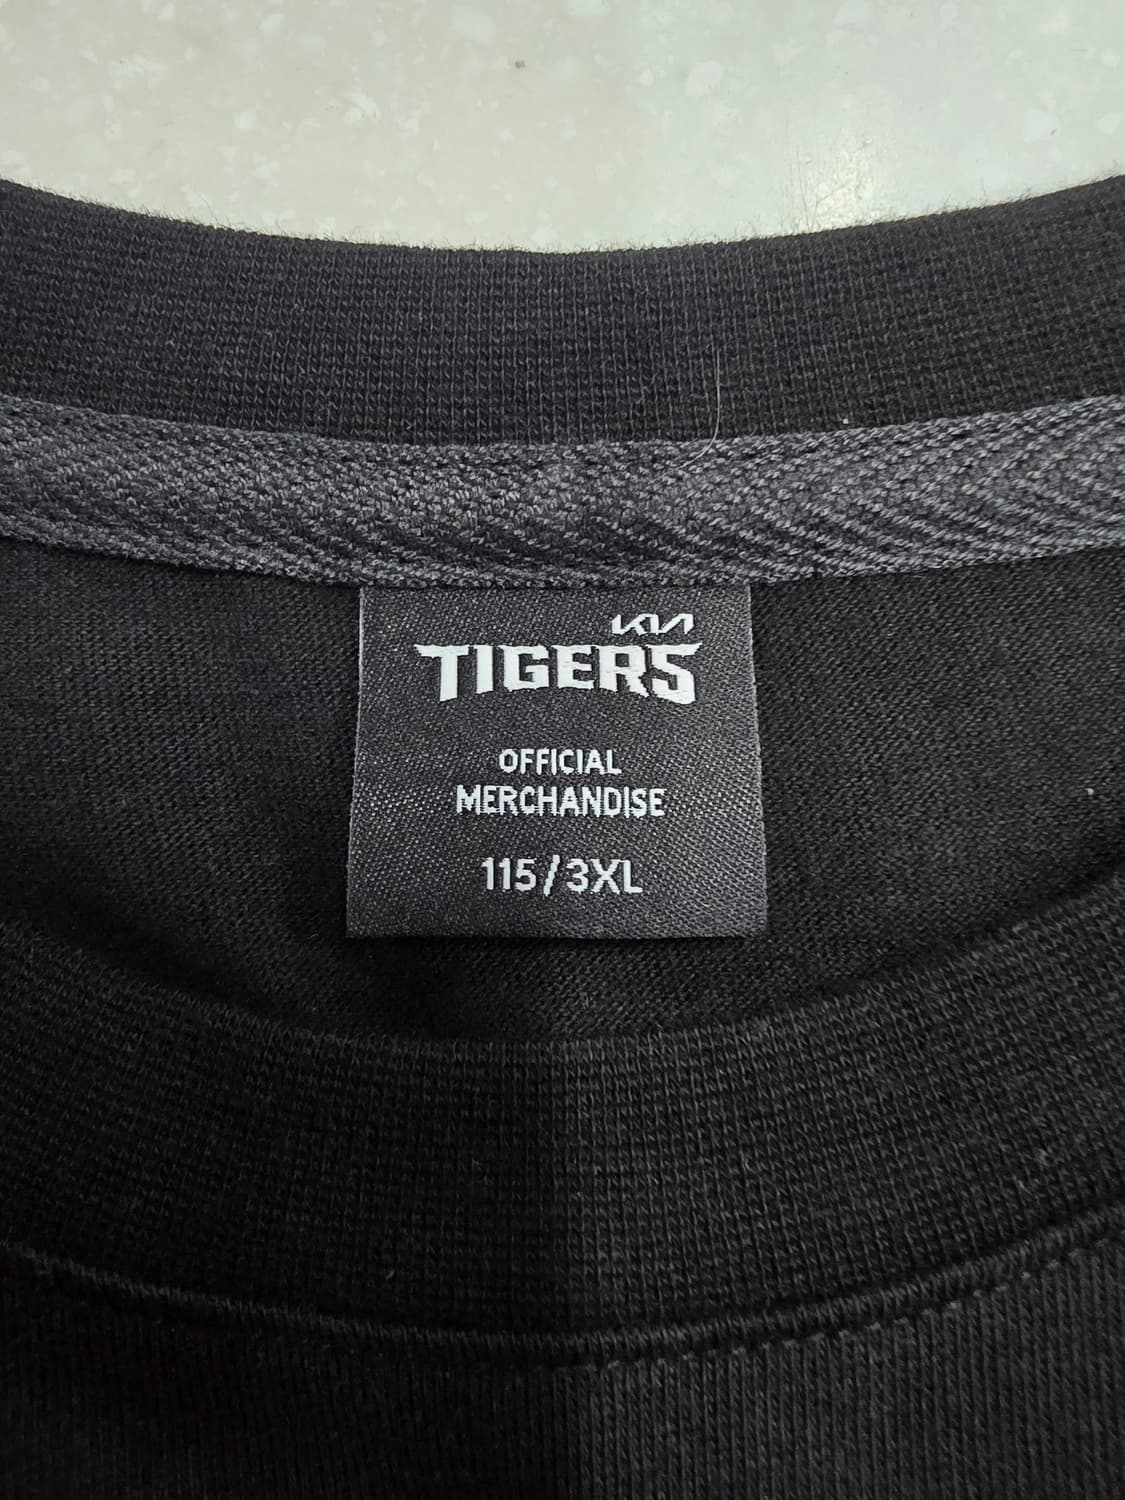 KIA
TIGERS
OFFICIAL
MERCHANDISE
115/3XL